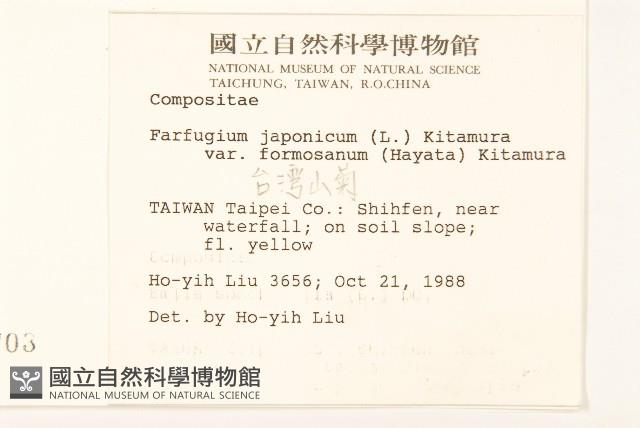 國立自然科學博物館
NATIONAL MUSEUM OF NATURAL SCIENCE
TAICHUNG, TAIWAN, R.O.CHINA
Compositae
Farfugium japonicum (L.) Kitamura
var. formosanum (Hayata) Kitamura
台灣山菊
TAIWAN Taipei Co.: Shihfen, near
waterfall; on soil slope;
fl. yellow
Ho-yih Liu 3656; Oct 21, 1988
Det. by Ho-yih Liu
703
國立自然科學博物館
NATIONAL MUSEUM OF NATURAL SCIENCE